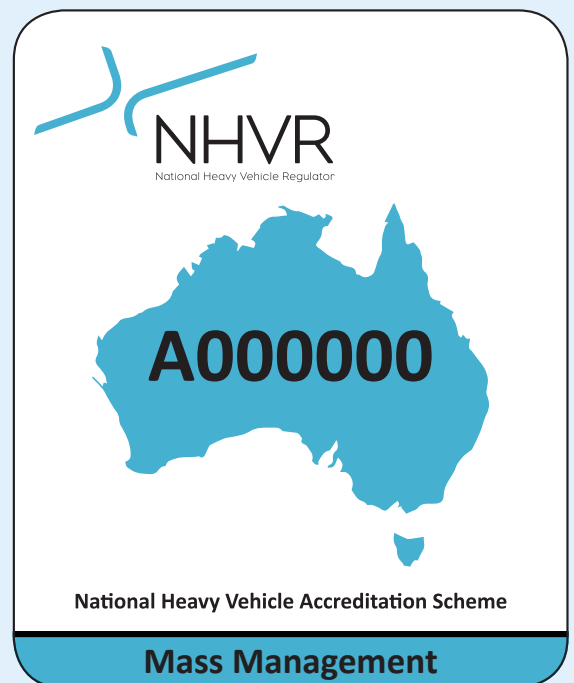 NHVR
National Heavy Vehicle Regulator
A000000
National Heavy Vehicle Accreditation Scheme
Mass Management